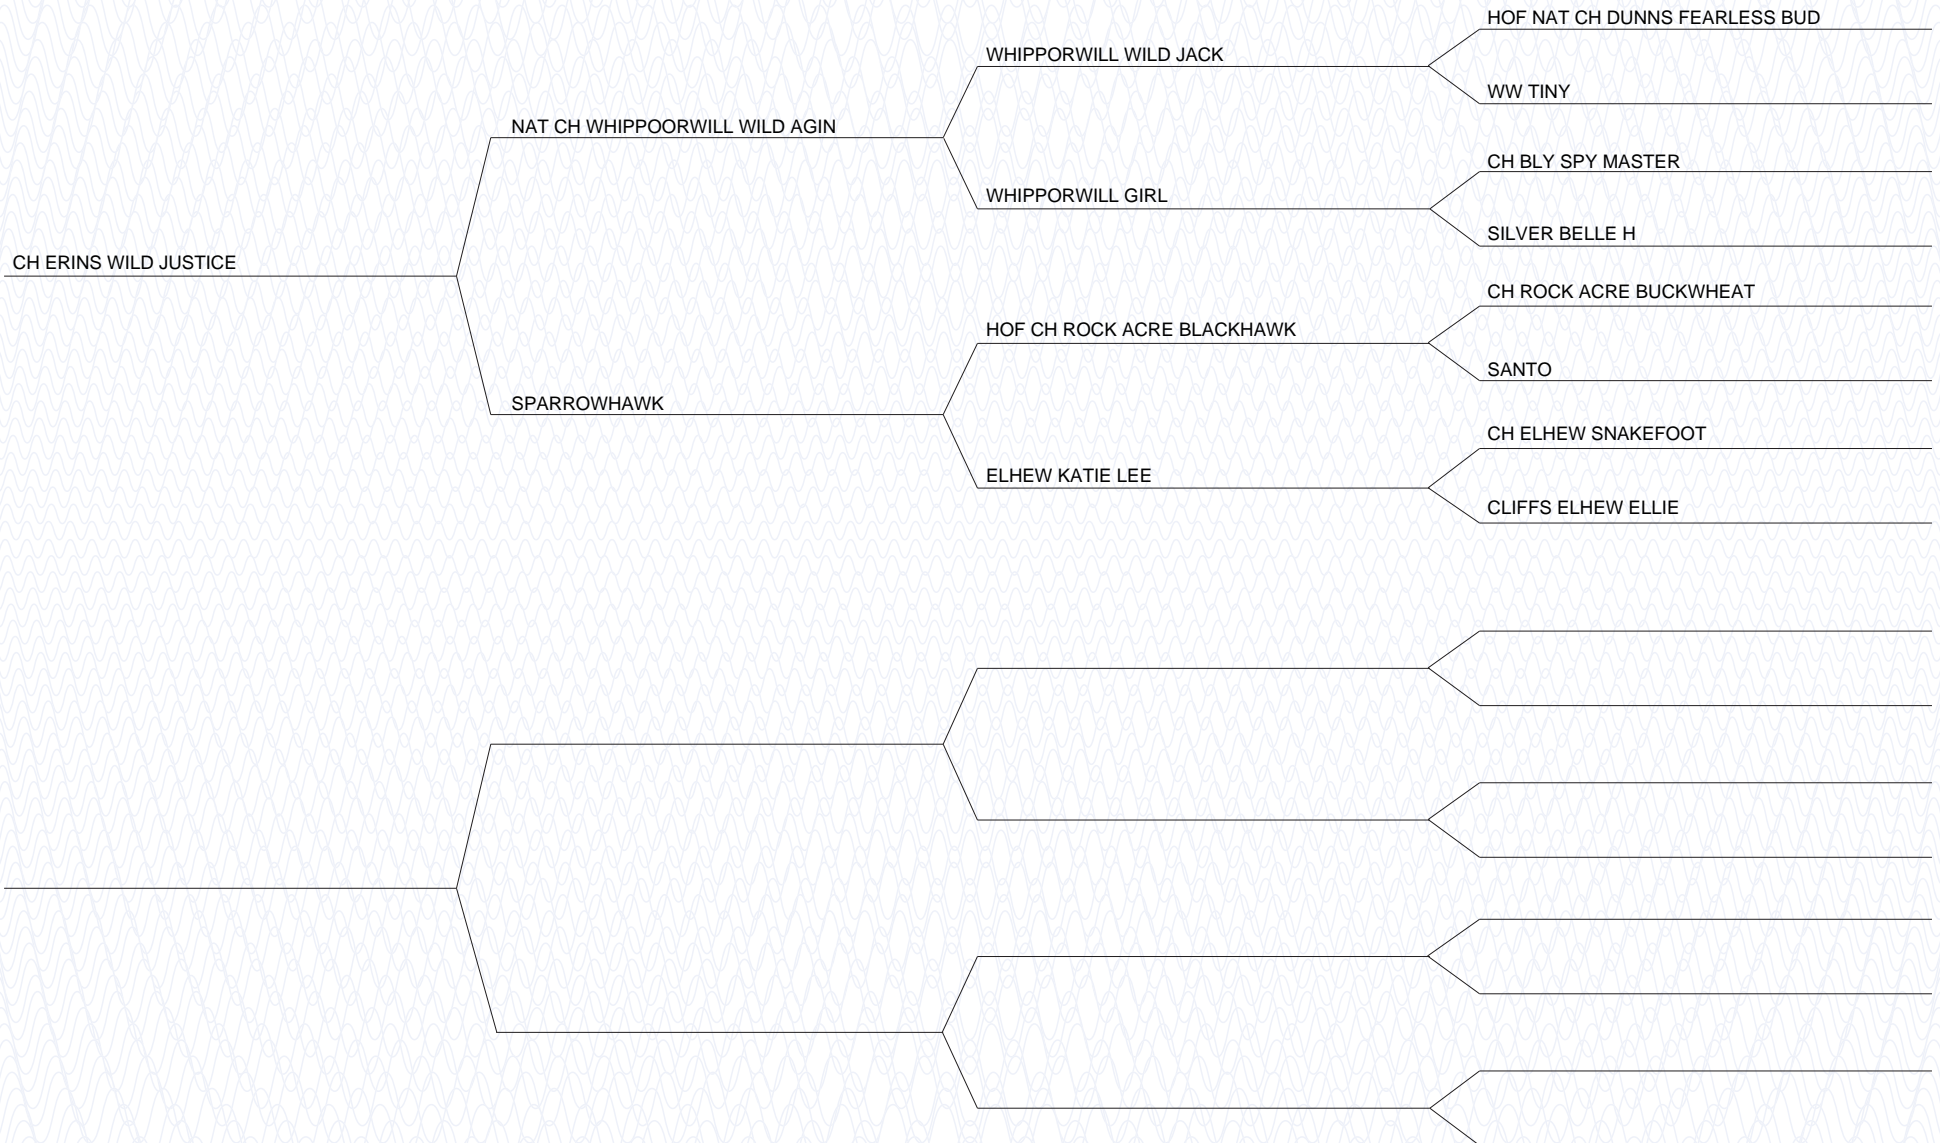 HOF NAT CH DUNNS FEARLESS BUD
WHIPPORWILL WILD JACK
WW TINY
NAT CH WHIPPOORWILL WILD AGIN
CH BLY SPY MASTER
WHIPPORWILL GIRL
SILVER BELLE H
CH ERINS WILD JUSTICE
CH ROCK ACRE BUCKWHEAT
HOF CH ROCK ACRE BLACKHAWK
SANTO
SPARROWHAWK
CH ELHEW SNAKEFOOT
ELHEW KATIE LEE
CLIFFS ELHEW ELLIE